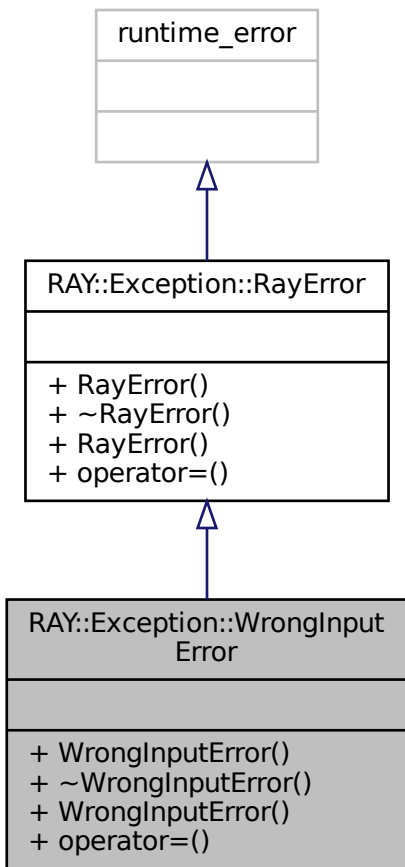 runtime_error
RAY::Exception::RayError
+ RayError()
+ ~RayError()
+ RayError()
+ operator=()
RAY::Exception::WrongInput
Error
+ WrongInputError()
+ ~WrongInputError()
+ WrongInputError()
+ operator=()